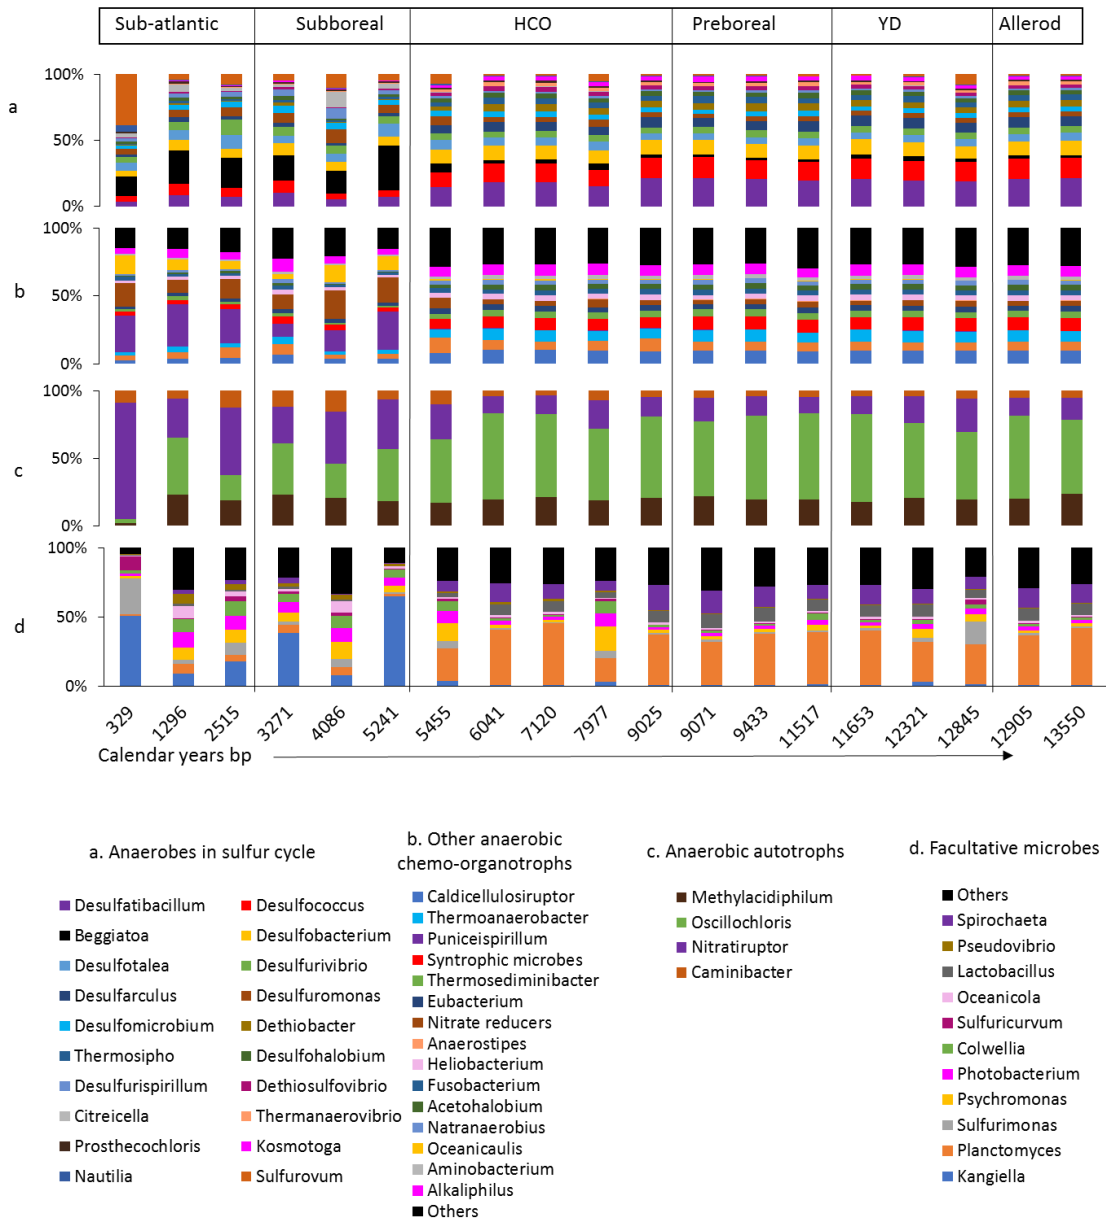 Sub-atlantic Subboreal HCO Preboreal YD Allerod
100%
a
50%
0%
100%
b
50%
0%
100%
c
50%
0%
100%
d
50%
0%
329 1296 2515 3271 4086 5241 5455 6041 7120 7977 9025 9071 9433 11517 11653 12321 12845 12905 13550
Calendar years bp
a. Anaerobes in sulfur cycle
Desulfatibacillum Desulfococcus
Beggiatoa Desulfobacterium
Desulfotalea Desulfurivibrio
Desulfarculus Desulfuromonas
Desulfomicrobium Dethiobacter
Thermosipho Desulfohalobium
Desulfurispirillum Dethiosulfovibrio
Citreicella Thermanaerovibrio
Prosthecochloris Kosmotoga
Nautilia Sulfurovum
b. Other anaerobic
chemo-organotrophs
Caldicellulosiruptor
Thermoanaerobacter
Puniceispirillum
Syntrophic microbes
Thermosediminibacter
Eubacterium
Nitrate reducers
Anaerostipes
Heliobacterium
Fusobacterium
Acetohalobium
Natranaerobius
Oceanicaulis
Aminobacterium
Alkaliphilus
Others
c. Anaerobic autotrophs
Methylacidiphilum
Oscillochloris
Nitratiruptor
Caminibacter
d. Facultative microbes
Others
Spirochaeta
Pseudovibrio
Lactobacillus
Oceanicola
Sulfuricurvum
Colwellia
Photobacterium
Psychromonas
Sulfurimonas
Planctomyces
Kangiella